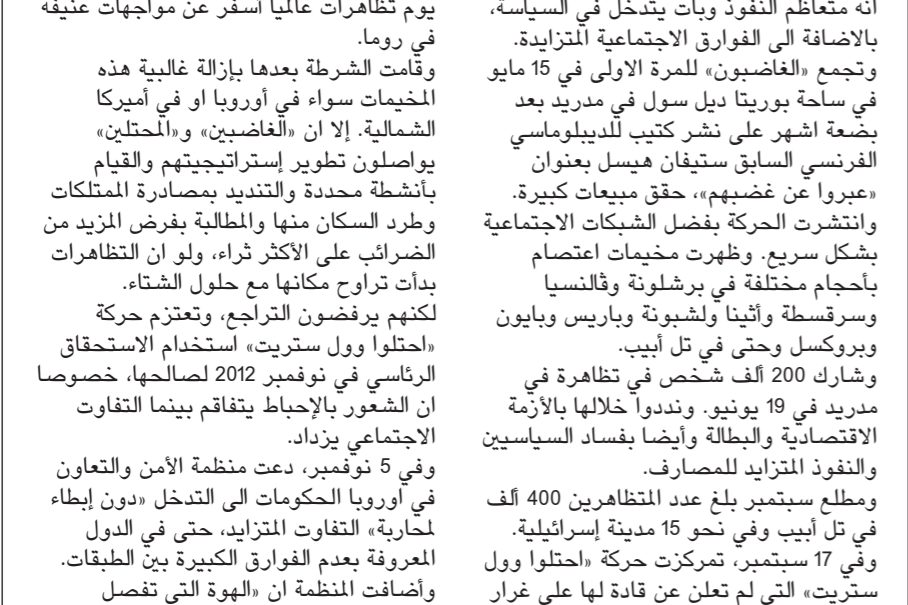 انه متعاظم النفوذ وبات يتدخل في السياسة،
بالاضافة الى الفوارق الاجتماعية المتزايدة.
وتجمع «الغاضبون» للمرة الاولى في 15 مايو
في ساحة بوريتا ديل سول في مدريد بعد
بضعة اشهر على نشر كتيب للديبلوماسي
الفرنسي السابق ستيفان هيسل بعنوان
«عبروا عن غضبهم»، حقق مبيعات كبيرة.
وانتشرت الحركة بفضل الشبكات الاجتماعية
بشكل سريع. وظهرت مخيمات اعتصام
بأحجام مختلفة في برشلونة وڤالنسيا
وسرقسطة وأثينا ولشبونة وباريس وبايون
وبروكسل وحتى في تل أبيب.
وشارك 200 ألف شخص في تظاهرة في
مدريد في 19 يونيو. ونددوا خلالها بالأزمة
الاقتصادية والبطالة وأيضا بفساد السياسيين
والنفوذ المتزايد للمصارف.
ومطلع سبتمبر بلغ عدد المتظاهرين 400 ألف
في تل أبيب وفي نحو 15 مدينة إسرائيلية.
وفي 17 سبتمبر، تمركزت حركة «احتلوا وول
ستريت» التي لم تعلن عن قادة لها على غرار
يوم تظاهرات عالميا أسفر عن مواجهات عنيفة
في روما.
وقامت الشرطة بعدها بإزالة غالبية هذه
المخيمات سواء في أوروبا او في أميركا
الشمالية. إلا ان «الغاضبين» و«المحتلين»
يواصلون تطوير إستراتيجيتهم والقيام
بأنشطة محددة والتنديد بمصادرة الممتلكات
وطرد السكان منها والمطالبة بفرض المزيد من
الضرائب على الأكثر ثراء، ولو ان التظاهرات
بدأت تراوح مكانها مع حلول الشتاء.
لكنهم يرفضون التراجع، وتعتزم حركة
«احتلوا وول ستريت» استخدام الاستحقاق
الرئاسي في نوفمبر 2012 لصالحها، خصوصا
ان الشعور بالإحباط يتفاقم بينما التفاوت
الاجتماعي يزداد.
وفي 5 نوفمبر، دعت منظمة الأمن والتعاون
في أوروبا الحكومات الى التدخل «دون إبطاء
لمحاربة» التفاوت المتزايد، حتى في الدول
المعروفة بعدم الفوارق الكبيرة بين الطبقات.
وأضافت المنظمة ان «الهوة التي تفصل